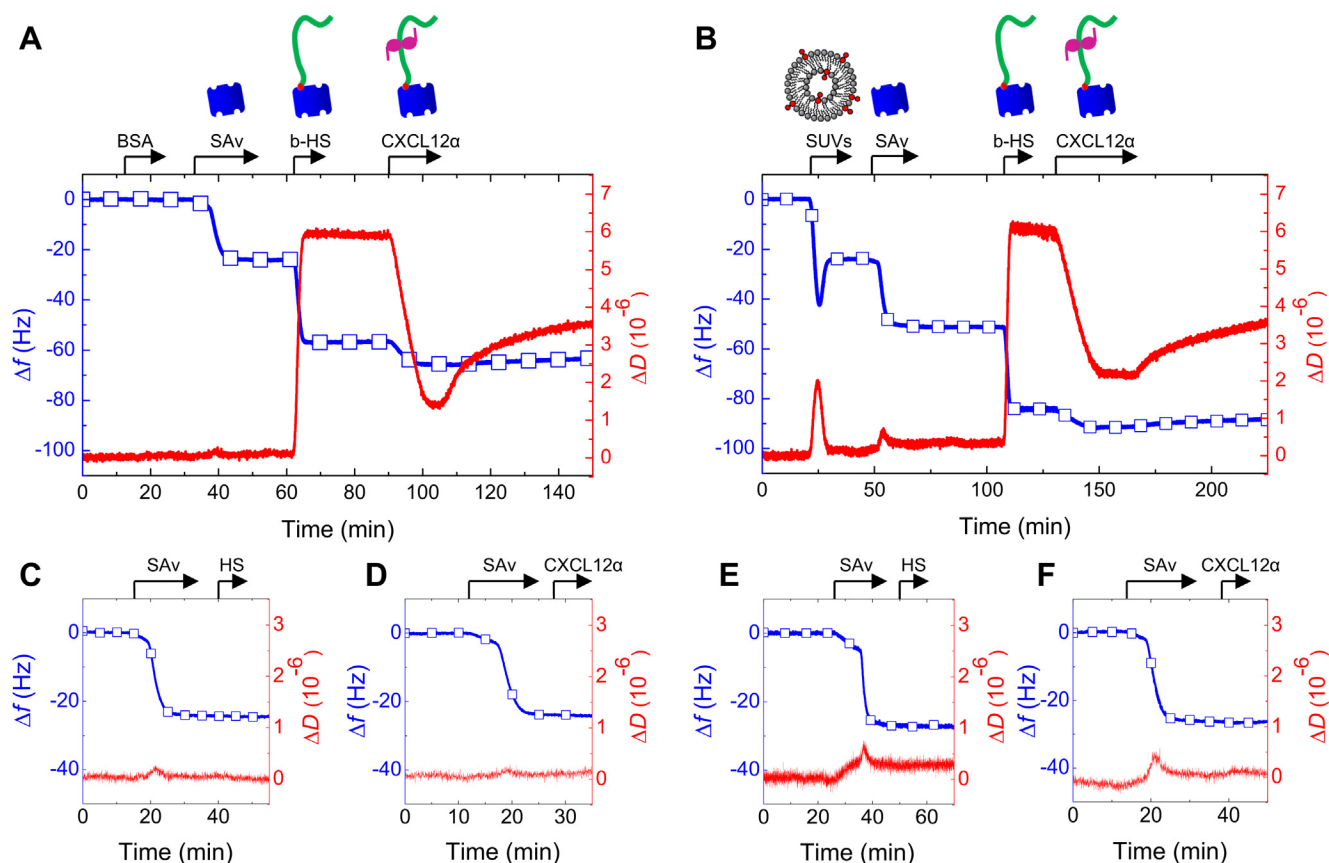 A
B
BSA SAv b-HS CXCL12α
SUVs SAv b-HS CXCL12α
0
-20
-40
-60
-80
-100
Δf (Hz)
7
6
5
4
3
2
1
0
ΔD (10-6)
0 20 40 60 80 100 120 140
Time (min)
0
-20
-40
-60
-80
-100
Δf (Hz)
7
6
5
4
3
2
1
0
ΔD (10-6)
0 50 100 150 200
Time (min)
C
SAv HS
0
-20
-40
Δf (Hz)
3
2
1
0
ΔD (10-6)
0 20 40
Time (min)
D
SAv CXCL12α
0
-20
-40
Δf (Hz)
3
2
1
0
ΔD (10-6)
0 10 20 30
Time (min)
E
SAv HS
0
-20
-40
Δf (Hz)
3
2
1
0
ΔD (10-6)
0 20 40 60
Time (min)
F
SAv CXCL12α
0
-20
-40
Δf (Hz)
3
2
1
0
ΔD (10-6)
0 20 40
Time (min)